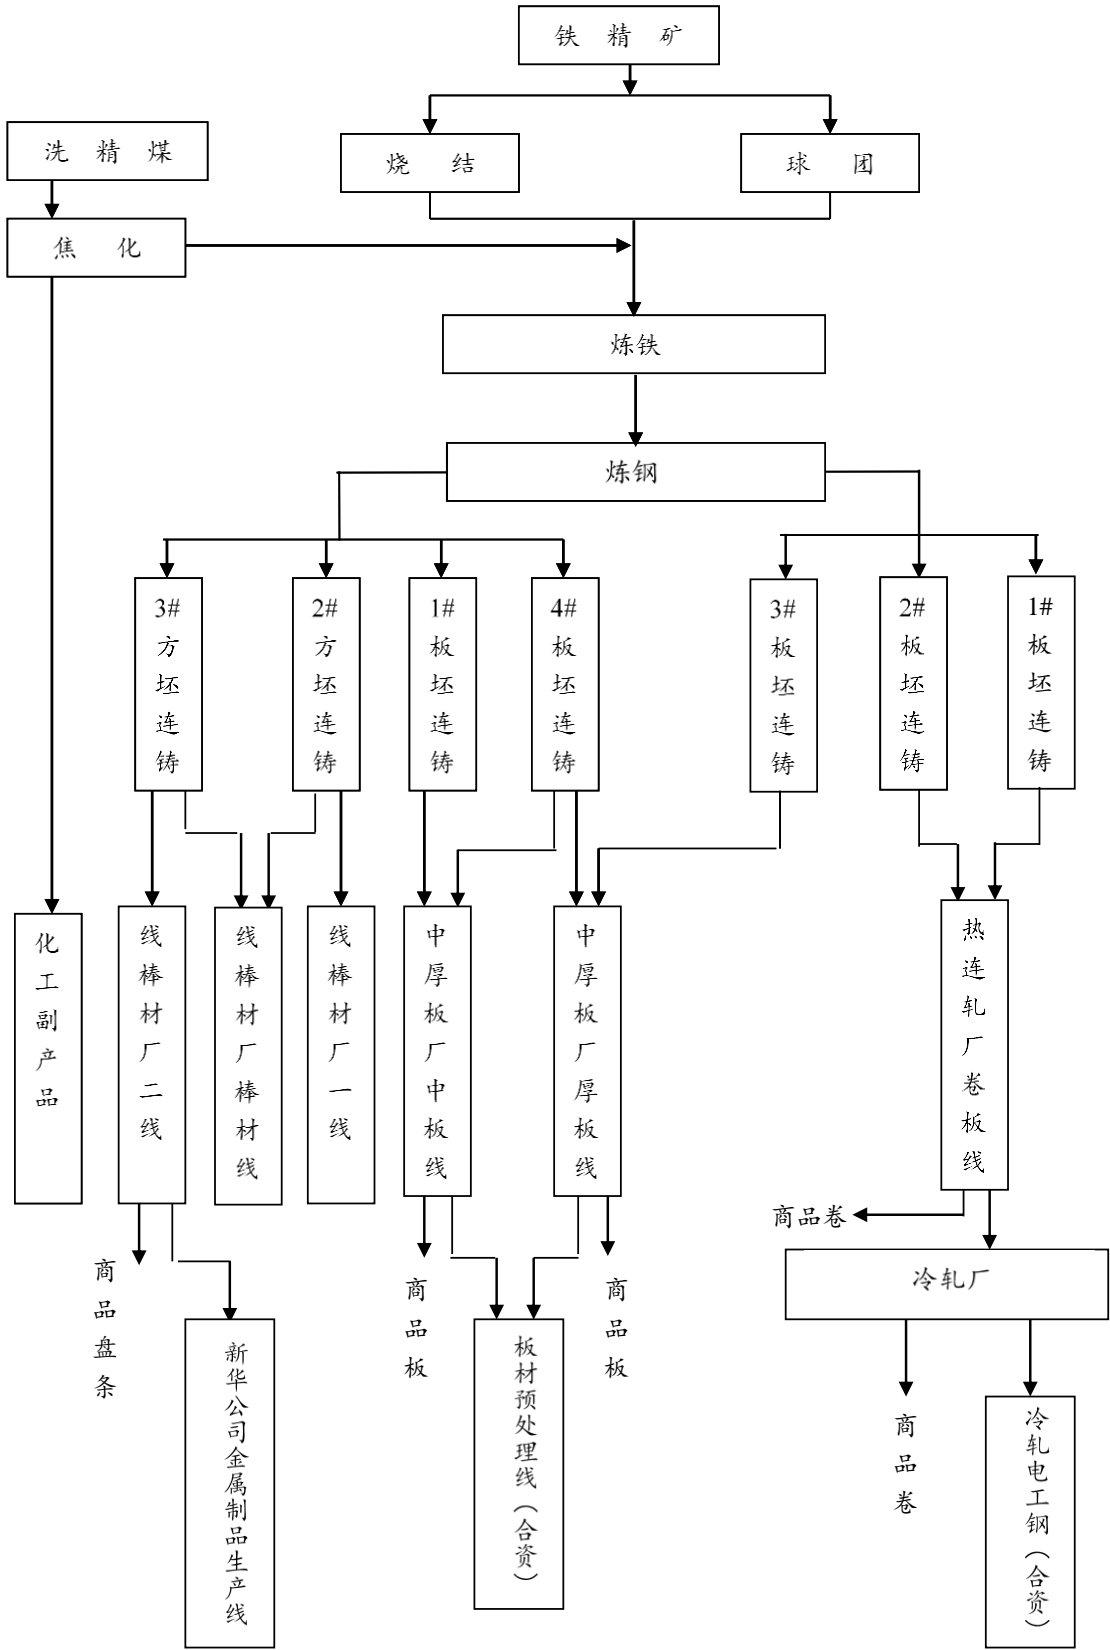 铁 精 矿
洗 精 煤
烧 结
球 团
焦 化
炼铁
炼钢
3#方坯连铸
2#方坯连铸
1#板坯连铸
4#板坯连铸
3#板坯连铸
2#板坯连铸
1#板坯连铸
化工副产品
线棒材厂二线
线棒材厂棒材线
线棒材厂一线
中厚板厂中板线
中厚板厂厚板线
热连轧厂卷板线
商品卷
冷轧厂
商品盘条
新华公司金属制品生产线
商品板
板材预处理线（合资）
商品板
商品卷
冷轧电工钢（合资）